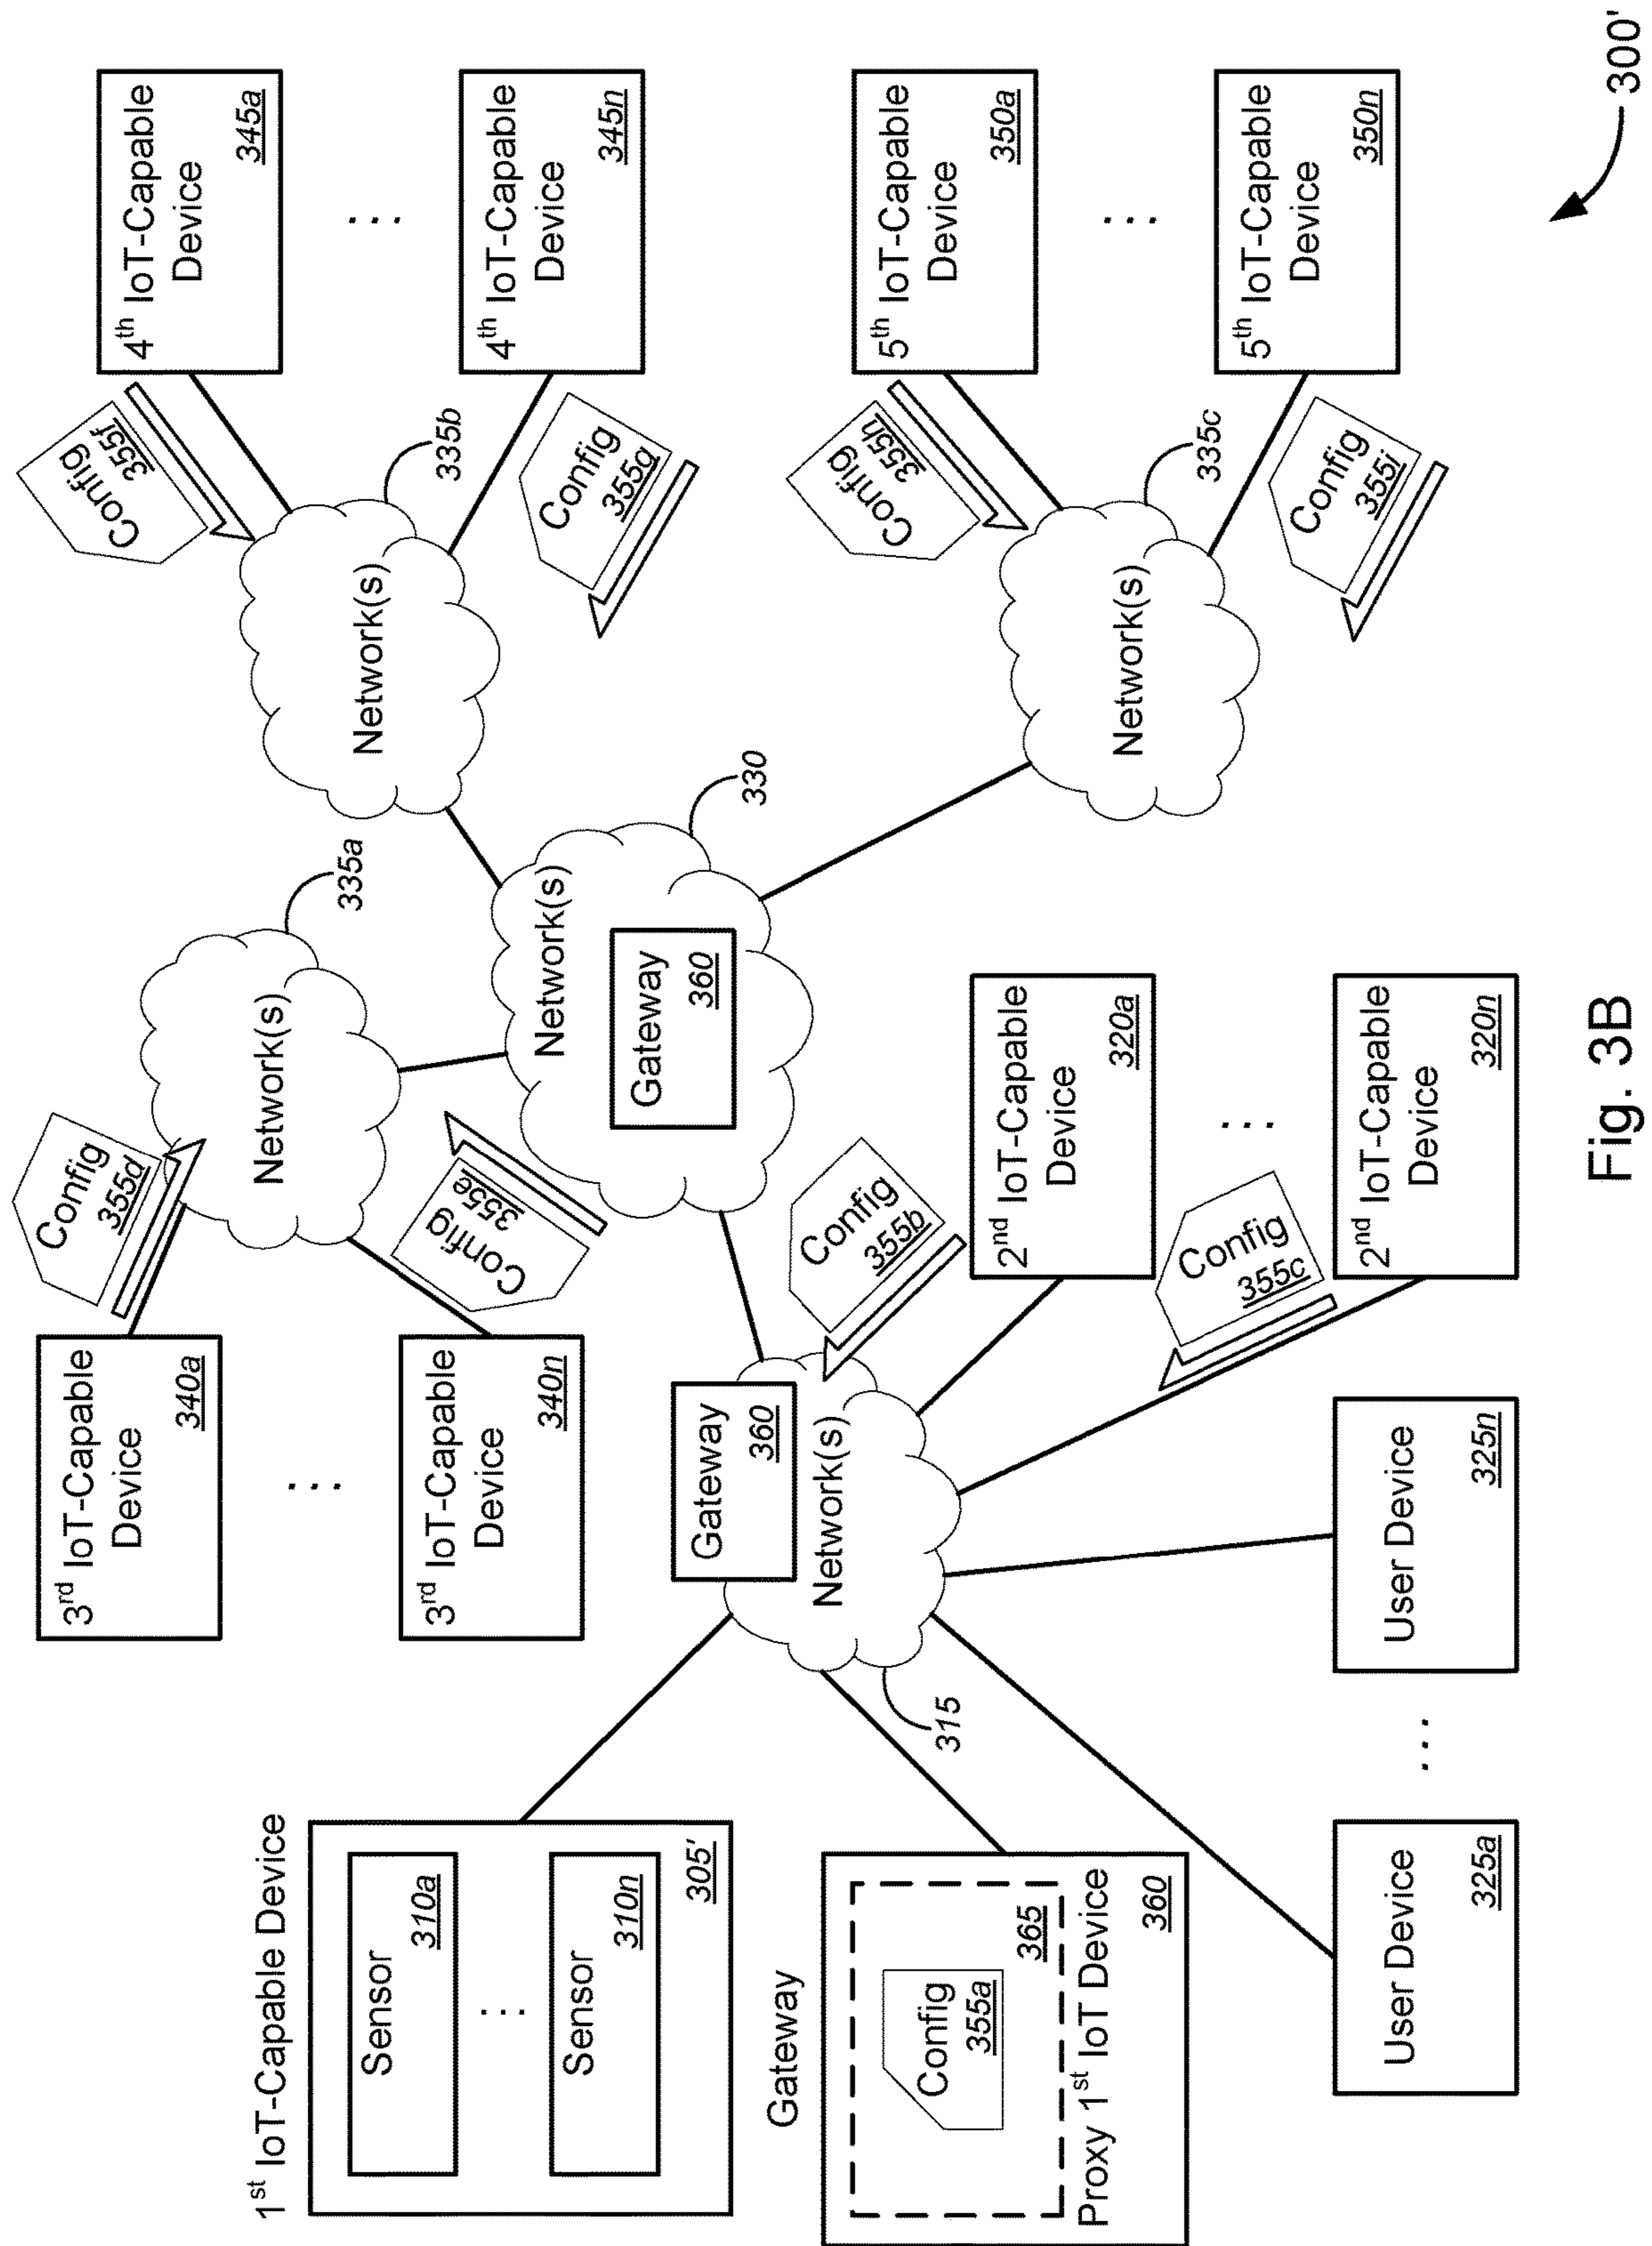 3rd IoT-Capable
Device
340a
...
3rd IoT-Capable
Device
340n
Config
355d
Config
355e
Network(s)
335a
Config
355f
4th IoT-Capable
Device
345a
...
4th IoT-Capable
Device
345n
Config
355g
Network(s)
335b
1st IoT-Capable Device
Sensor
310a
...
Sensor
310n
305'
Gateway
360
Network(s)
315
Network(s)
Gateway
360
330
Gateway
Config
355a
365
Proxy 1st IoT Device
360
Config
355b
2nd IoT-Capable
Device
320a
...
Config
355c
2nd IoT-Capable
Device
320n
Config
355h
5th IoT-Capable
Device
350a
...
5th IoT-Capable
Device
350n
Config
355i
Network(s)
335c
User Device
325a
...
User Device
325n
Fig. 3B
300'